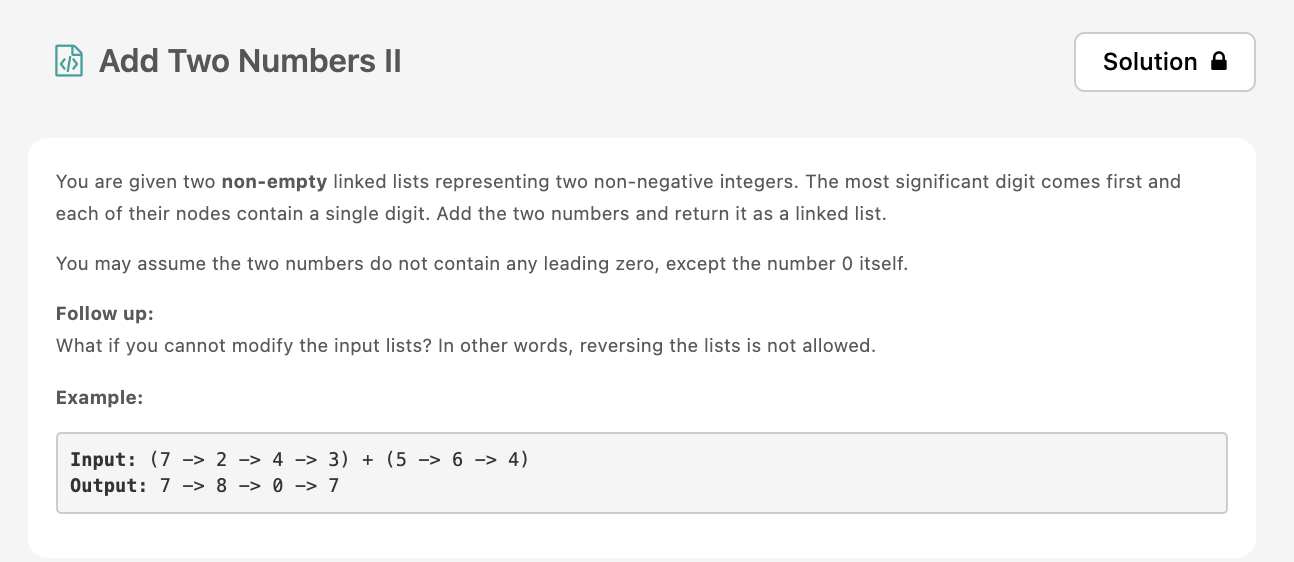 Add Two Numbers II
Solution
You are given two non-empty linked lists representing two non-negative integers. The most significant digit comes first and
each of their nodes contain a single digit. Add the two numbers and return it as a linked list.
You may assume the two numbers do not contain any leading zero, except the number 0 itself.
Follow up:
What if you cannot modify the input lists? In other words, reversing the lists is not allowed.
Example:
Input: (7 -> 2 -> 4 -> 3) + (5 -> 6 -> 4)
Output: 7 -> 8 -> 0 -> 7